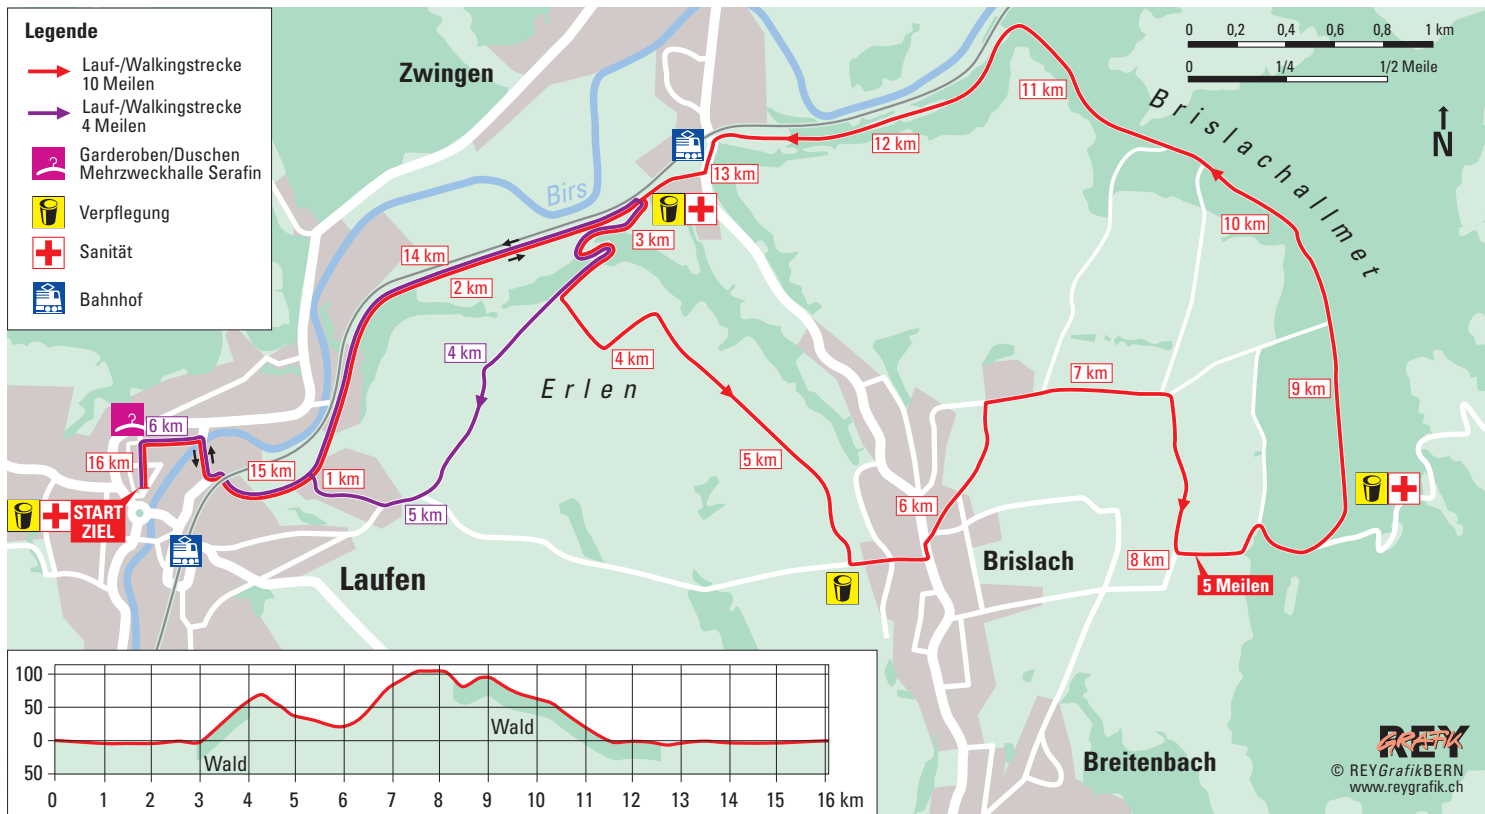 Legende
Lauf-/Walkingstrecke
10 Meilen
Lauf-/Walkingstrecke
4 Meilen
Garderoben/Duschen
Mehrzweckhalle Serafin
Verpflegung
Sanität
Bahnhof
Zwingen
Birs
0 0,2 0,4 0,6 0,8 1 km
0 1/4 1/2 Meile
N
Brislachallmet
11 km
12 km
13 km
10 km
3 km
14 km
2 km
4 km
4 km
Erlen
7 km
9 km
6 km
16 km
15 km
1 km
5 km
5 km
6 km
START
ZIEL
8 km
5 Meilen
Laufen
Brislach
Breitenbach
100
50
0
50
Wald
Wald
0 1 2 3 4 5 6 7 8 9 10 11 12 13 14 15 16 km
REY
GRAFIK
© REYGrafikBERN
www.reygrafik.ch